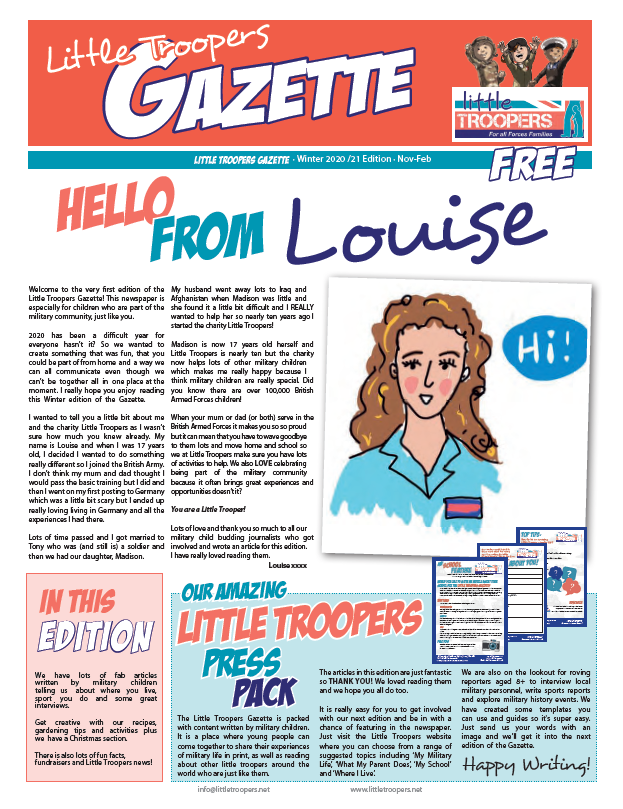 Little Troopers
GAZETTE
little
TROOPERS
For all Forces Families
LITTLE TROOPERS GAZETTE · Winter 2020 /21 Edition · Nov-Feb
FREE
HELLO
FROM Louise
Welcome to the very first edition of the
Little Troopers Gazette! This newspaper is
especially for children who are part of the
military community, just like you.
2020 has been a difficult year for
everyone hasn't it? So we wanted to
create something that was fun, that you
could be part of from home and a way we
can all communicate even though we
can't be together all in one place at the
moment. I really hope you enjoy reading
this Winter edition of the Gazette.
I wanted to tell you a little bit about me
and the charity Little Troopers as I wasn't
sure how much you knew already. My
name is Louise and when I was 17 years
old, I decided I wanted to do something
really different so I joined the British Army.
I don't think my mum and dad thought I
would pass the basic training but I did and
then I went on my first posting to Germany
which was a little bit scary but I ended up
really loving living in Germany and all the
experiences I had there.
Lots of time passed and I got married to
Tony who was (and still is) a soldier and
then we had our daughter, Madison.
My husband went away lots to Iraq and
Afghanistan when Madison was little and
she found it a little bit difficult and I REALLY
wanted to help her so nearly ten years ago I
started the charity Little Troopers!
Madison is now 17 years old herself and
Little Troopers is nearly ten but the charity
now helps lots of other military children
which makes me really happy because I
think military children are really special. Did
you know there are over 100,000 British
Armed Forces children!
When your mum or dad (or both) serve in the
British Armed Forces it makes you so so proud
but it can mean that you have to wave goodbye
to them lots and move home and school so
we at Little Troopers make sure you have lots
of activities to help. We also LOVE celebrating
being part of the military community
because it often brings great experiences and
opportunities doesn't it?
You are a Little Trooper!
Lots of love and thank you so much to all our
military child budding journalists who got
involved and wrote an article for this edition.
I have really loved reading them.
Louise xxxx
Hi!
IN THIS
EDITION
We have lots of fab articles
written by military children
telling us about where you live,
sport you do and some great
interviews.
Get creative with our recipes,
gardening tips and activities plus
we have a Christmas section.
There is also lots of fun facts,
fundraisers and Little Troopers news!
OUR AMAZING
LITTLE TROOPERS
PRESS
PACK
The Little Troopers Gazette is packed
with content written by military children.
It is a place where young people can
come together to share their experiences
of military life in print, as well as reading
about other little troopers around the
world who are just like them.
The articles in this edition are just fantastic
so THANK YOU! We loved reading them
and we hope you all do too.
It is really easy for you to get involved
with our next edition and be in with a
chance of featuring in the newspaper.
Just visit the Little Troopers website
where you can choose from a range of
suggested topics including 'My Military
Life', 'What My Parent Does', 'My School'
and 'Where I Live'.
SCHOOL
FEATURE
ABOUT YOU!
TOP TIPS:
We are also on the lookout for roving
reporters aged 8+ to interview local
military personnel, write sports reports
and explore military history events. We
have created some templates you
can use and guides so it's super easy.
Just send us your words with an
image and we'll get it into the next
edition of the Gazette.
Happy Writing!
info@littletroopers.net
www.littletroopers.net